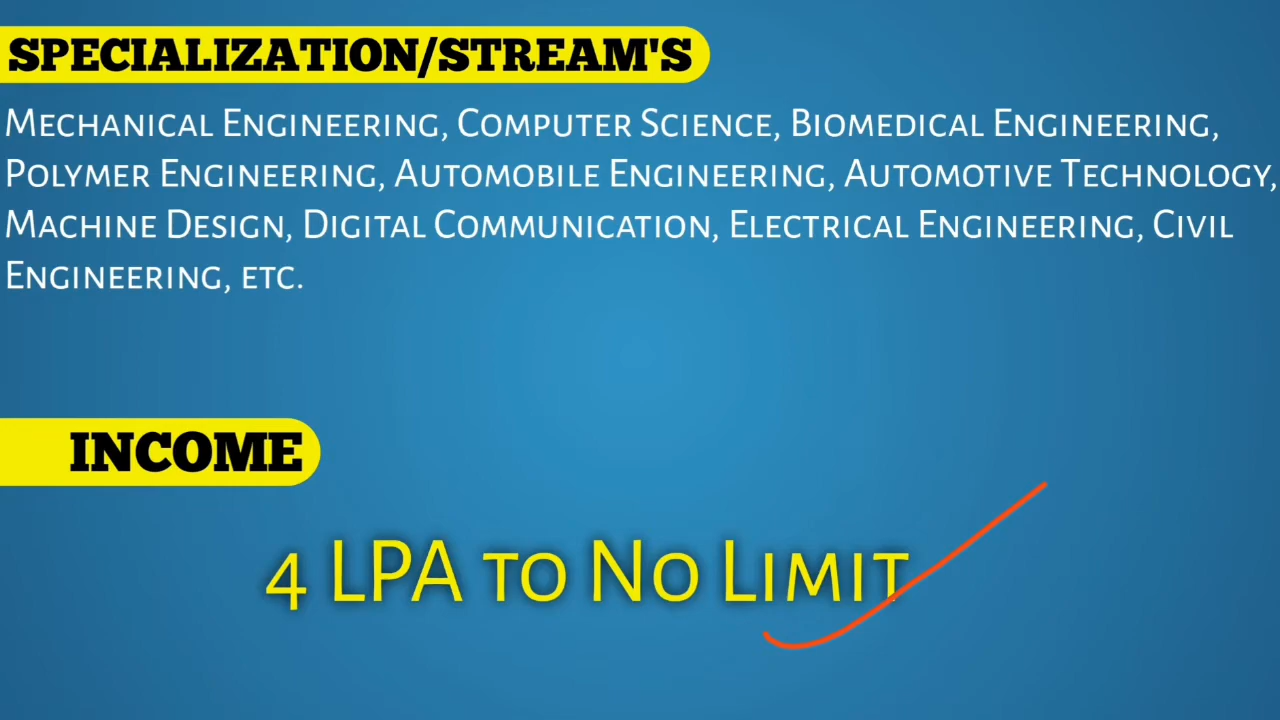 SPECIALIZATION/STREAM'S
Mechanical Engineering, Computer Science, Biomedical Engineering,
Polymer Engineering, Automobile Engineering, Automotive Technology,
Machine Design, Digital Communication, Electrical Engineering, Civil
Engineering, etc.
INCOME
4 LPA to No Limit